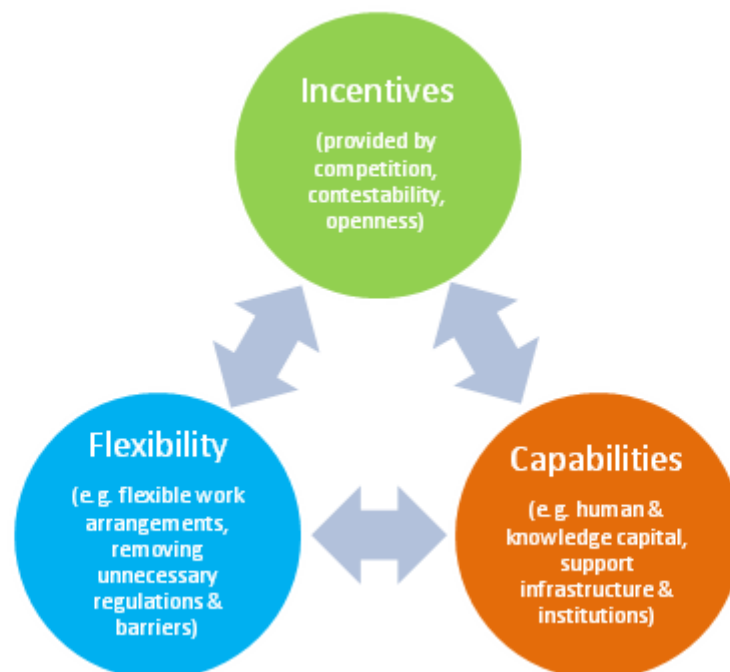 Incentives
(provided by
competition,
contestability,
openness)
Flexibility
(e.g. flexible work
arrangements,
removing
unnecessary
regulations &
barriers)
Capabilities
(e.g. human &
knowledge capital,
support
infrastructure &
institutions)